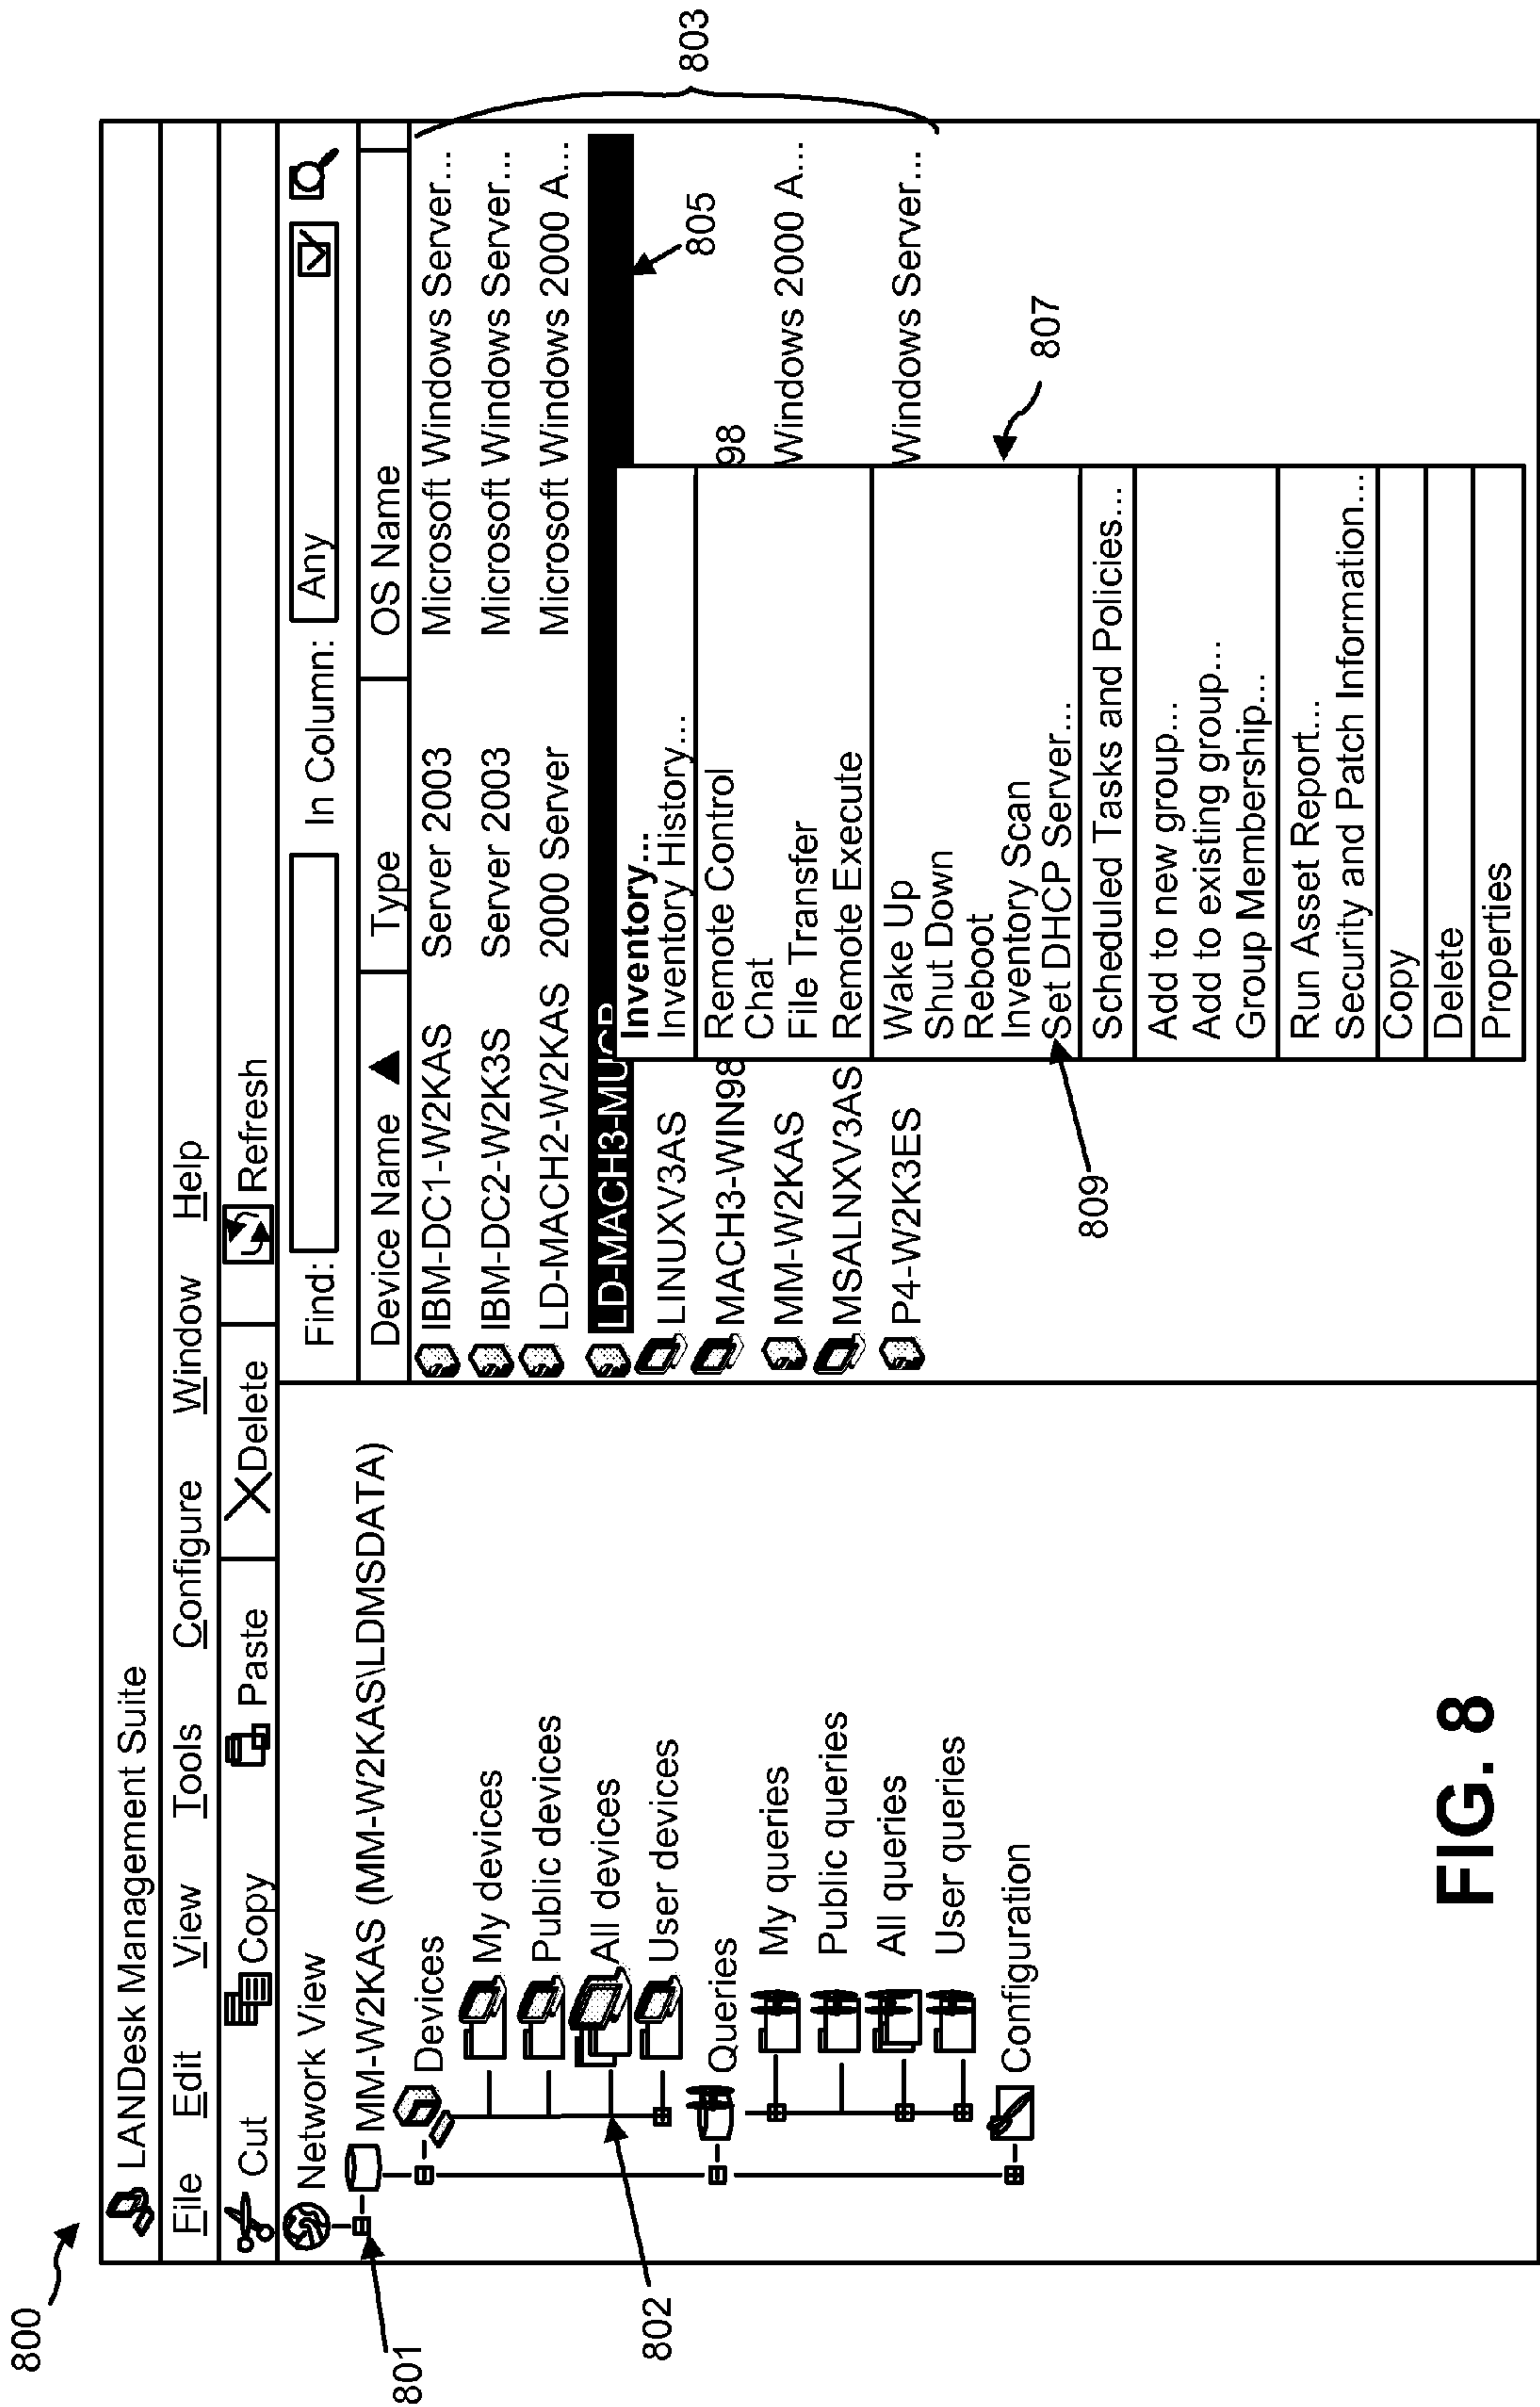 800
LANDesk Management Suite
File Edit View Tools Configure Window Help
Cut Copy Paste Delete Refresh
Network View
MM-W2KAS (MM-W2KAS\LDMSDATA)
Devices
My devices
Public devices
All devices
User devices
Queries
My queries
Public queries
All queries
User queries
Configuration
801
802
Find: In Column: Any
Device Name Type OS Name
IBM-DC1-W2KAS Server 2003 Microsoft Windows Server...
IBM-DC2-W2K3S Server 2003 Microsoft Windows Server...
LD-MACH2-W2KAS 2000 Server Microsoft Windows 2000 A...
LD-MACH3-MUCP
LINUXV3AS
MACH3-WIN98 98
MM-W2KAS Windows 2000 A...
MSALNXV3AS
P4-W2K3ES Windows Server...
803
805
Inventory...
Inventory History...
Remote Control
Chat
File Transfer
Remote Execute
Wake Up
Shut Down
Reboot
Inventory Scan
Set DHCP Server...
Scheduled Tasks and Policies...
Add to new group...
Add to existing group...
Group Membership...
Run Asset Report...
Security and Patch Information...
Copy
Delete
Properties
807
809
FIG. 8